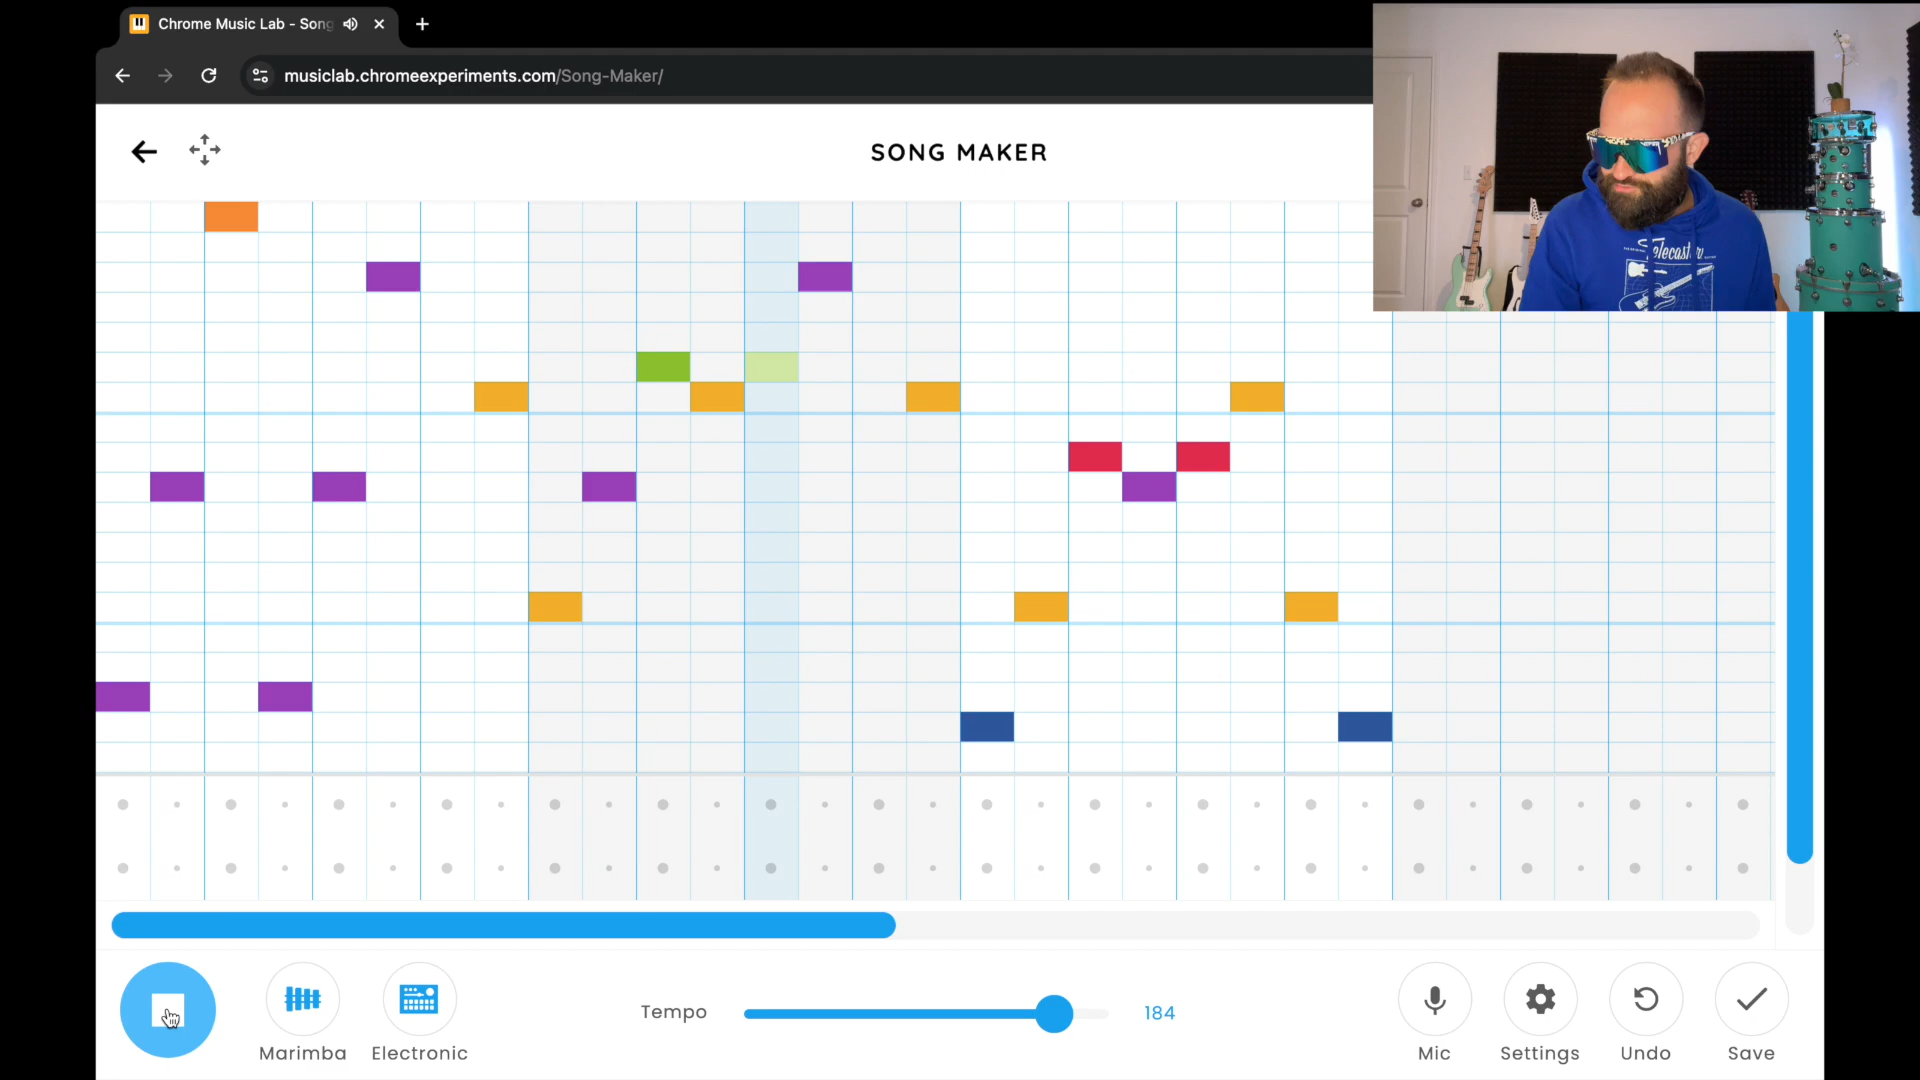 Chrome Music Lab - Song
musiclab.chromeexperiments.com/Song-Maker/
SONG MAKER
Telecaster
Tempo
184
Marimba
Electronic
Mic
Settings
Undo
Save